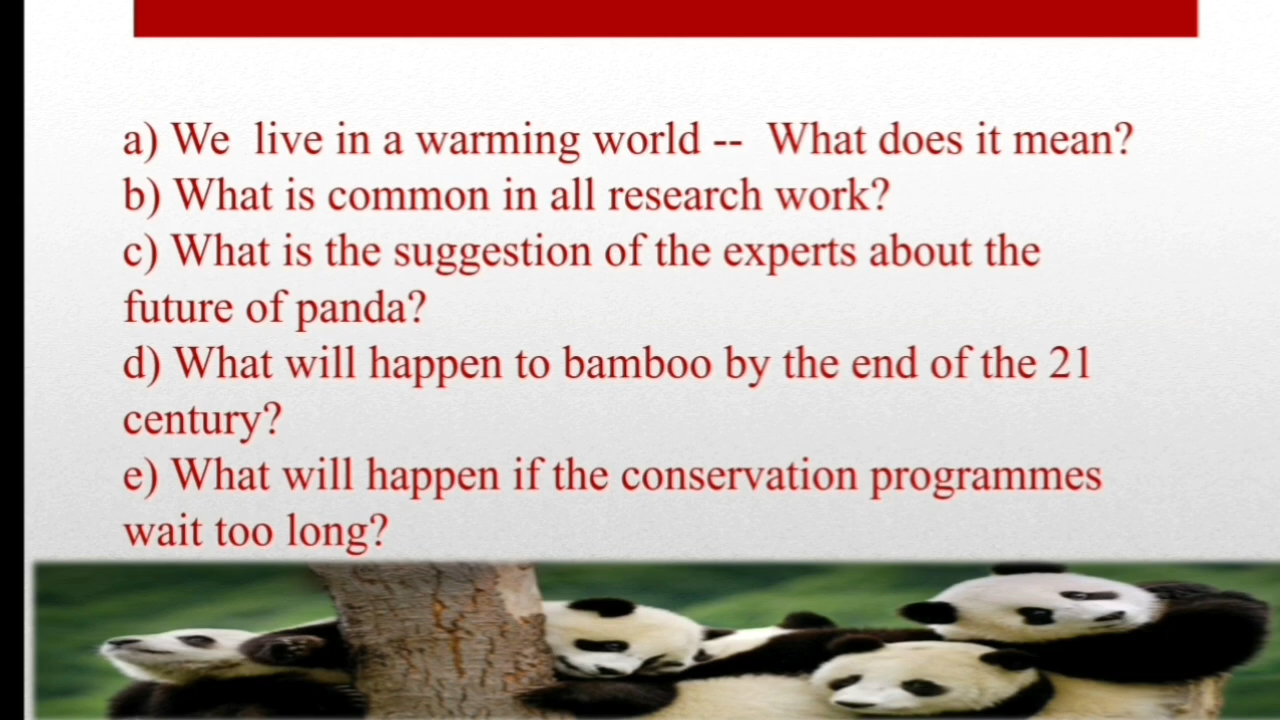 a) We live in a warming world -- What does it mean?
b) What is common in all research work?
c) What is the suggestion of the experts about the
future of panda?
d) What will happen to bamboo by the end of the 21
century?
e) What will happen if the conservation programmes
wait too long?